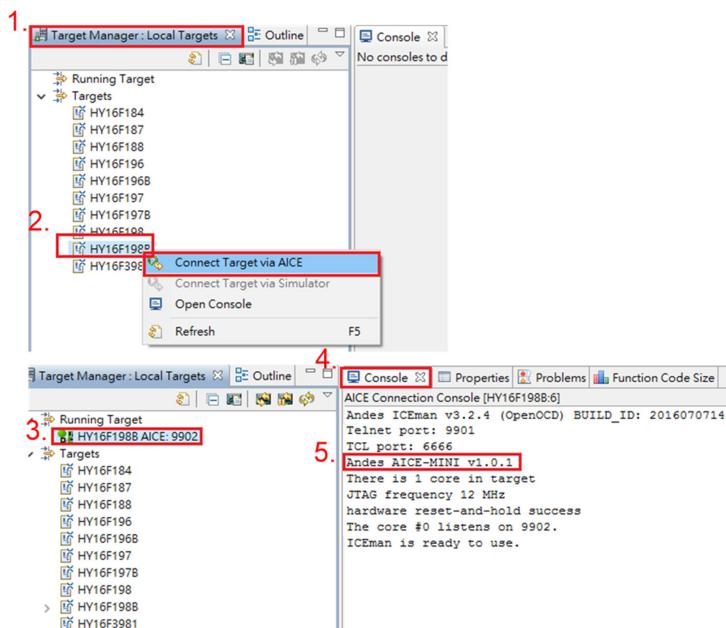 1.
Target Manager : Local Targets
Outline
Console
No consoles to d
Running Target
Targets
HY16F184
HY16F187
HY16F188
HY16F196
HY16F196B
HY16F197
HY16F197B
HY16F198
2.
HY16F198B
HY16F398
Connect Target via AICE
Connect Target via Simulator
Open Console
Refresh F5
Target Manager : Local Targets
Outline
3.
Running Target
HY16F198B AICE: 9902
Targets
HY16F184
HY16F187
HY16F188
HY16F196
HY16F196B
HY16F197
HY16F197B
HY16F198
HY16F198B
HY16F3981
4.
Console
Properties
Problems
Function Code Size
AICE Connection Console [HY16F198B:6]
Andes ICEman v3.2.4 (OpenOCD) BUILD_ID: 2016070714
Telnet port: 9901
TCL port: 6666
5.
Andes AICE-MINI v1.0.1
There is 1 core in target
JTAG frequency 12 MHz
hardware reset-and-hold success
The core #0 listens on 9902.
ICEman is ready to use.